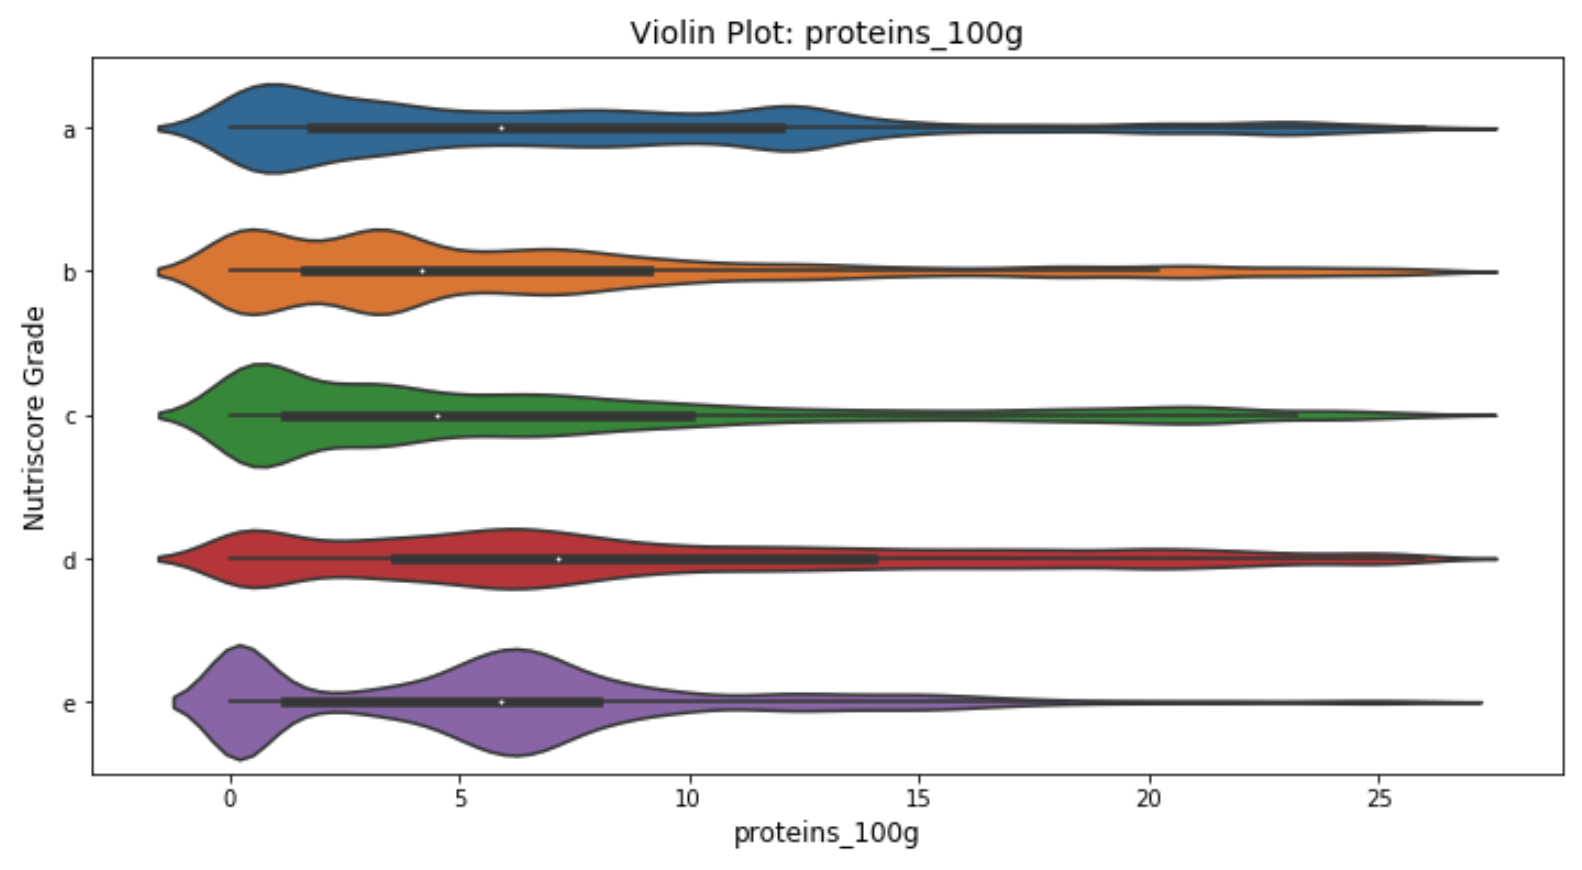 Violin Plot: proteins_100g
Nutriscore Grade
a
b
c
d
e
0 5 10 15 20 25
proteins_100g